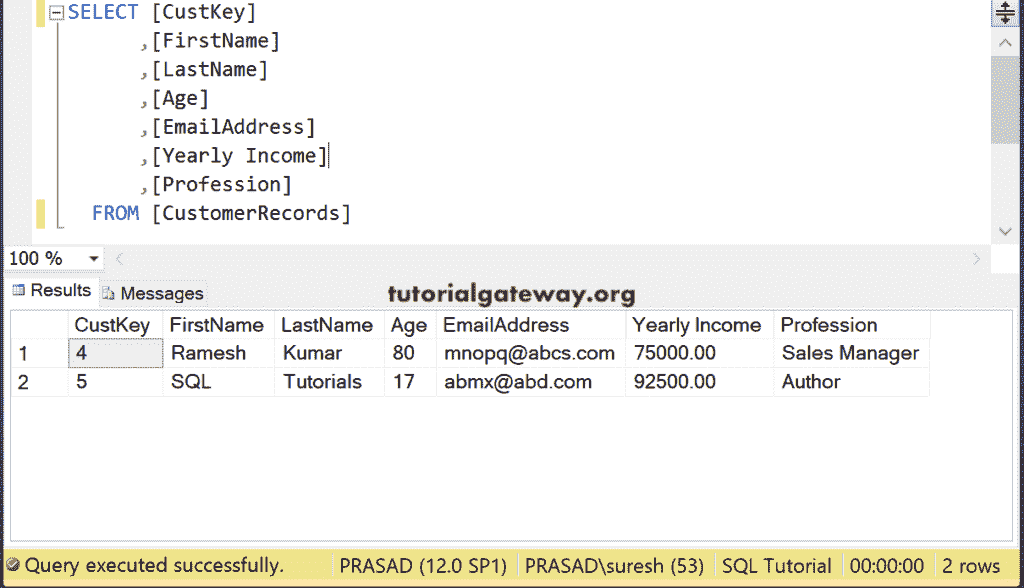 SELECT [CustKey]
,[FirstName]
,[LastName]
,[Age]
,[EmailAddress]
,[Yearly Income]
,[Profession]
FROM [CustomerRecords]
100 %
Results Messages
tutorialgateway.org
CustKey FirstName LastName Age EmailAddress Yearly Income Profession
1 4 Ramesh Kumar 80 mnopq@abcs.com 75000.00 Sales Manager
2 5 SQL Tutorials 17 abmx@abd.com 92500.00 Author
Query executed successfully. PRASAD (12.0 SP1) PRASAD\suresh (53) SQL Tutorial 00:00:00 2 rows